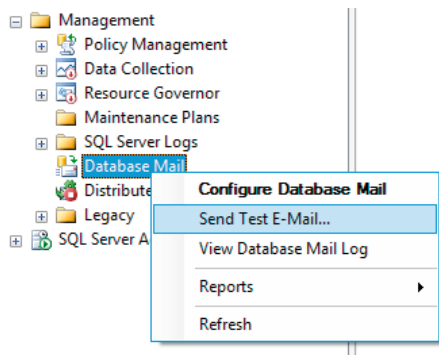 Management
Policy Management
Data Collection
Resource Governor
Maintenance Plans
SQL Server Logs
Database Mail
Distribute
Legacy
SQL Server A
Configure Database Mail
Send Test E-Mail...
View Database Mail Log
Reports
Refresh